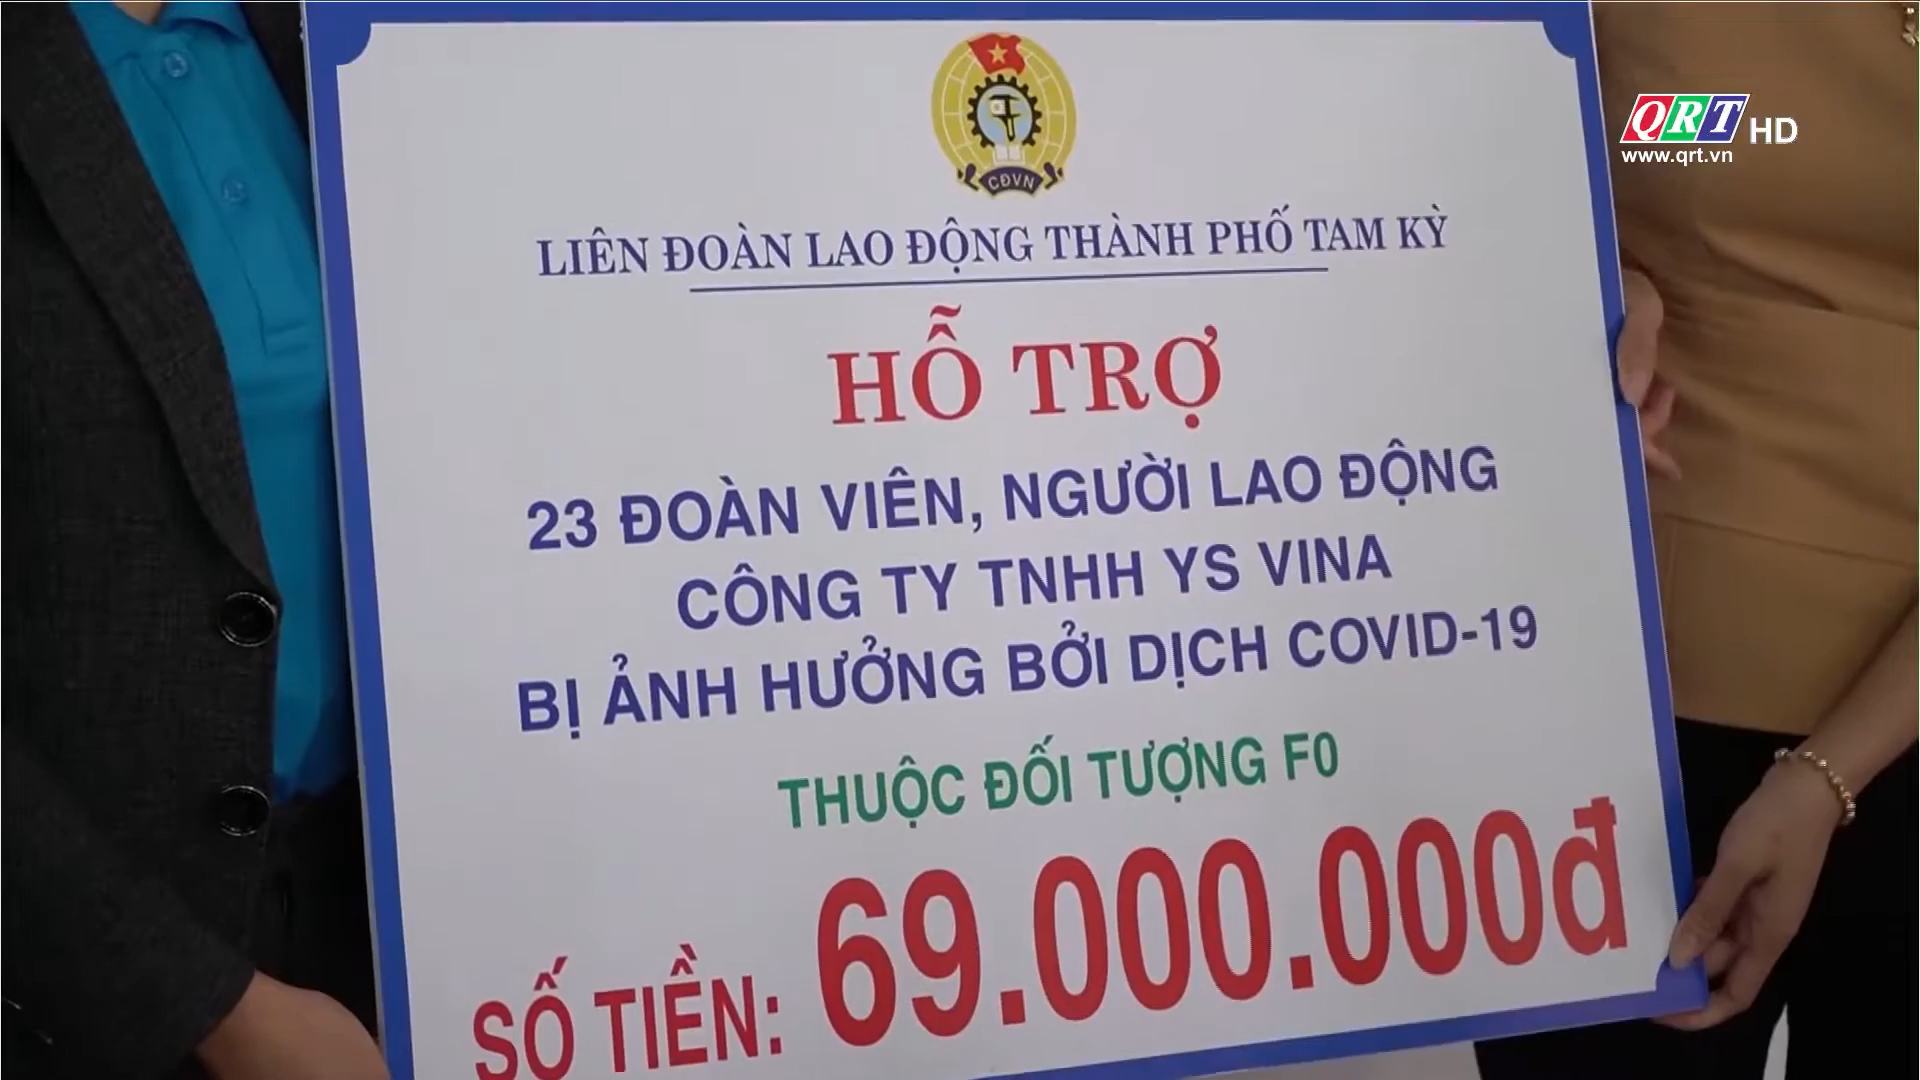 QRT HD
www.qrt.vn
CĐVN
LIÊN ĐOÀN LAO ĐỘNG THÀNH PHỐ TAM KỲ
HỖ TRỢ
23 ĐOÀN VIÊN, NGƯỜI LAO ĐỘNG
CÔNG TY TNHH YS VINA
BỊ ẢNH HƯỞNG BỞI DỊCH COVID-19
THUỘC ĐỐI TƯỢNG F0
SỐ TIỀN: 69.000.000đ